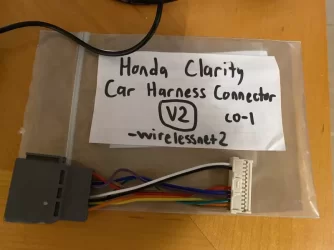 Honda Clarity
Car Harness Connector
V2 CO-1
-wirelessnet2